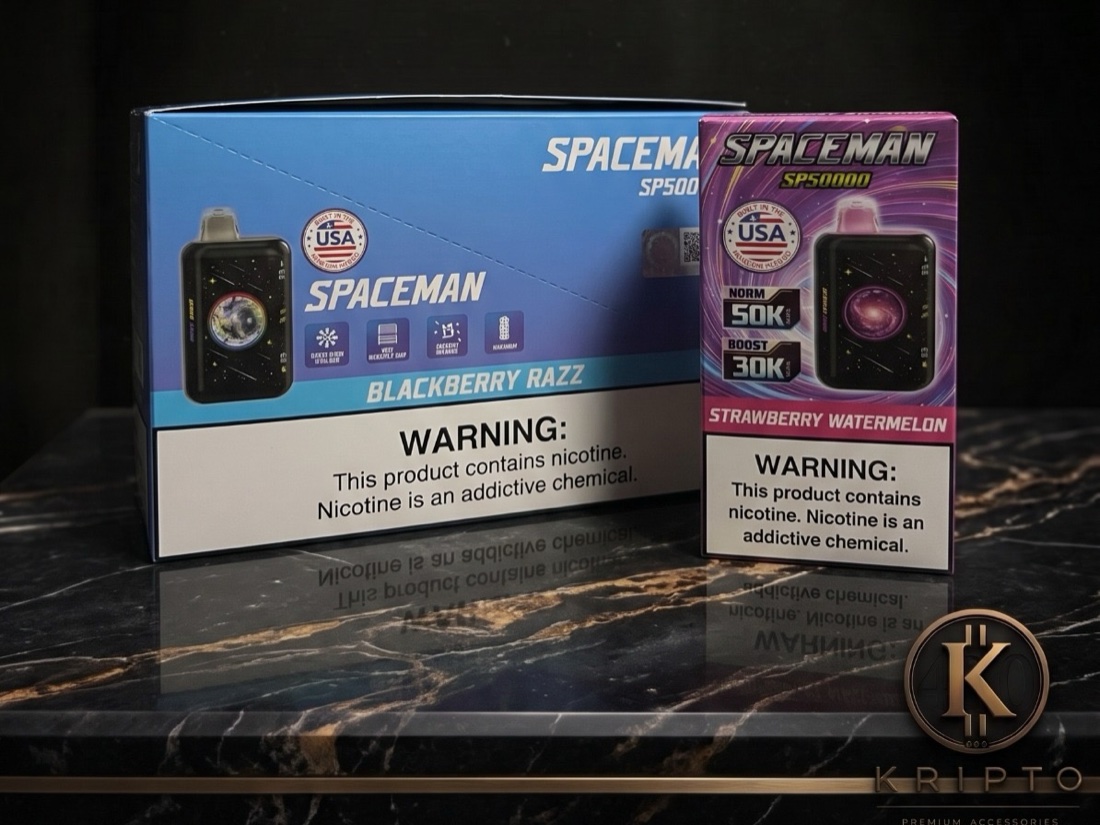 SPACEMA
SP500
BUILT IN THE
USA
SPACEMAN
BLACKBERRY RAZZ
WARNING:
This product contains nicotine.
Nicotine is an addictive chemical.
SPACEMAN
SP50000
BUILT IN THE
USA
NORM
50K
BOOST
30K
STRAWBERRY WATERMELON
WARNING:
This product contains
nicotine. Nicotine is an
addictive chemical.
K
KRIPTO
PREMIUM ACCESSORIES